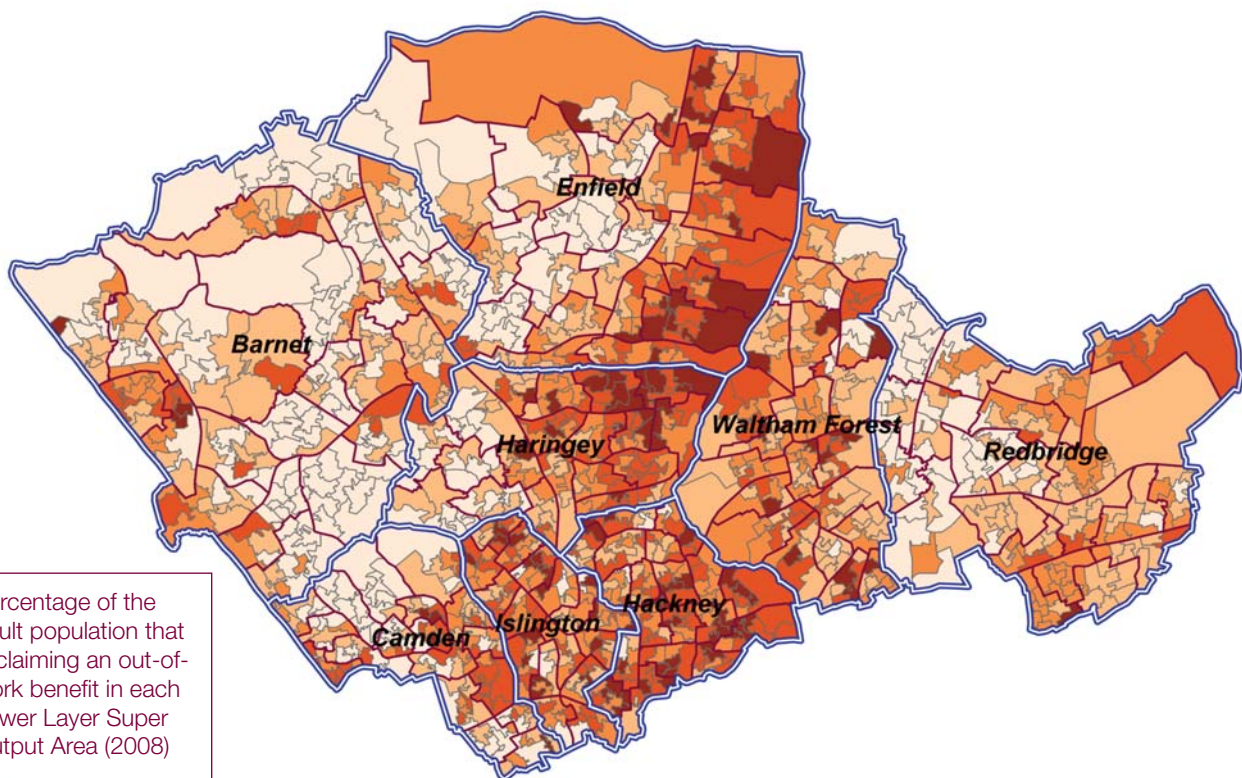 Enfield
Barnet
Waltham Forest
Haringey
Redbridge
Hackney
Islington
Camden
rcentage of the
ult population that
claiming an out-of-
rk benefit in each
wer Layer Super
tput Area (2008)